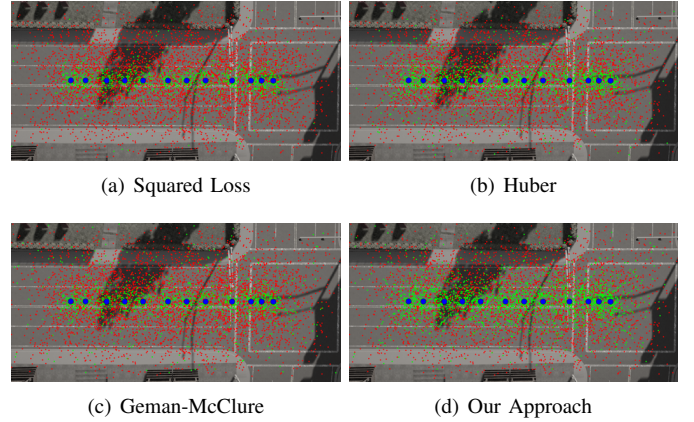 (a) Squared Loss
(b) Huber
(c) Geman-McClure
(d) Our Approach